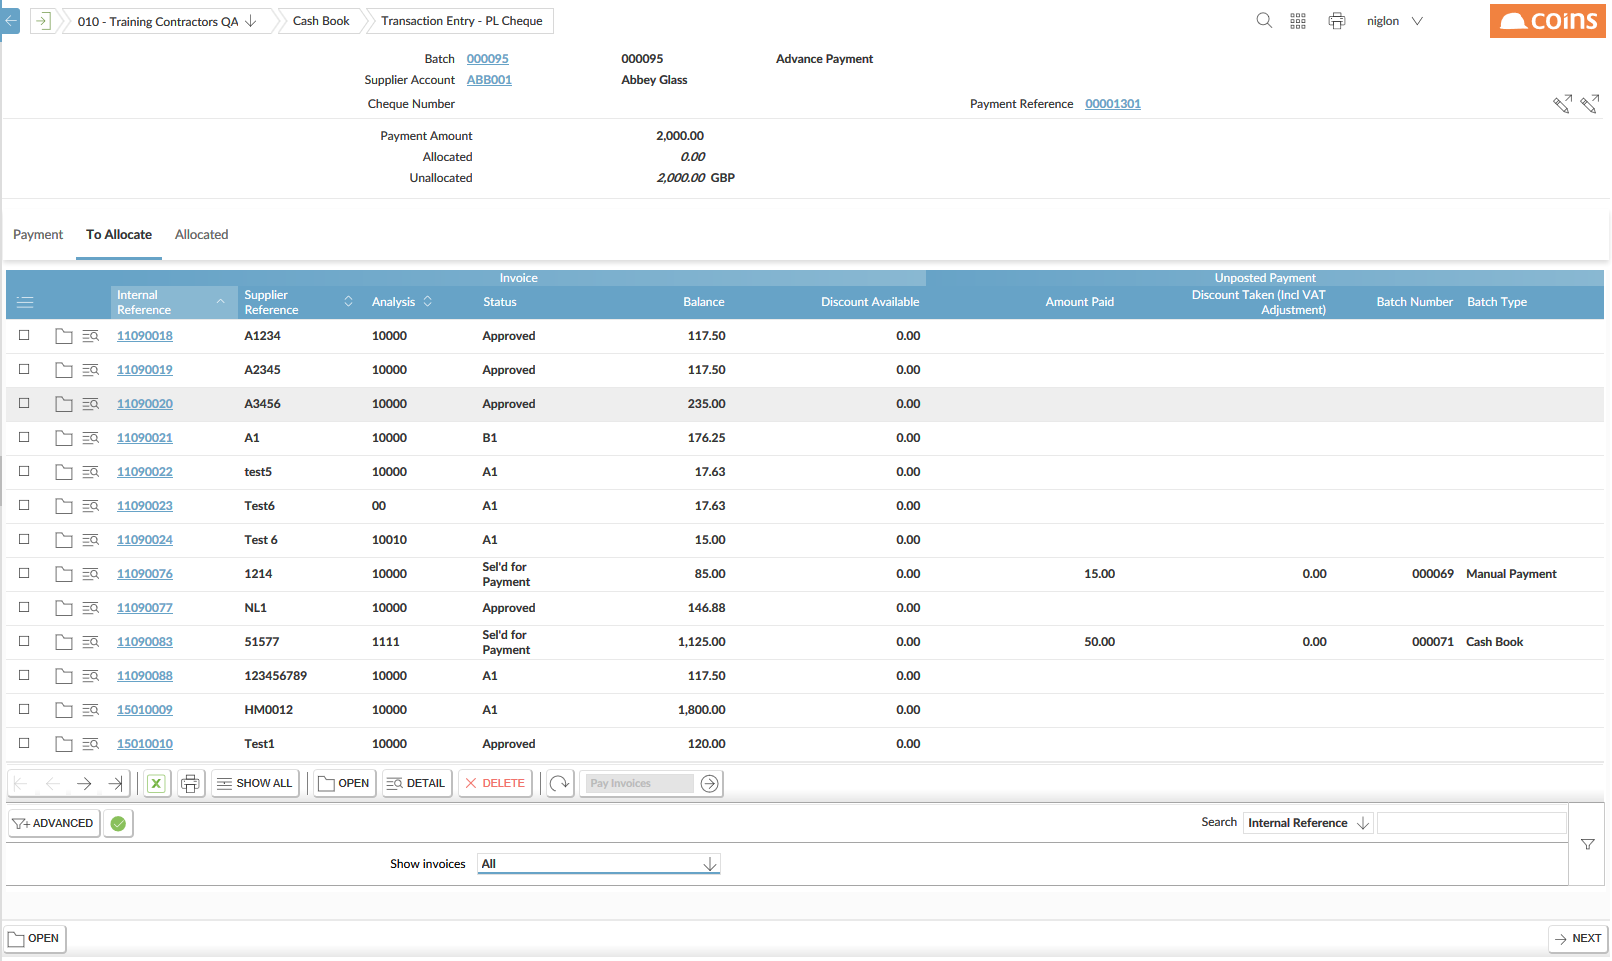 010 - Training Contractors QA Cash Book Transaction Entry - PL Cheque niglon coins
Batch 000095 000095 Advance Payment
Supplier Account ABB001 Abbey Glass
Cheque Number Payment Reference 00001301
Payment Amount 2,000.00
Allocated 0.00
Unallocated 2,000.00 GBP
Payment To Allocate Allocated
Invoice Unposted Payment
Internal Reference Supplier Reference Analysis Status Balance Discount Available Amount Paid Discount Taken (Incl VAT Adjustment) Batch Number Batch Type
11090018 A1234 10000 Approved 117.50 0.00
11090019 A2345 10000 Approved 117.50 0.00
11090020 A3456 10000 Approved 235.00 0.00
11090021 A1 10000 B1 176.25 0.00
11090022 test5 10000 A1 17.63 0.00
11090023 Test6 00 A1 17.63 0.00
11090024 Test 6 10010 A1 15.00 0.00
11090076 1214 10000 Sel'd for Payment 85.00 0.00 15.00 0.00 000069 Manual Payment
11090077 NL1 10000 Approved 146.88 0.00
11090083 51577 1111 Sel'd for Payment 1,125.00 0.00 50.00 0.00 000071 Cash Book
11090088 123456789 10000 A1 117.50 0.00
15010009 HM0012 10000 A1 1,800.00 0.00
15010010 Test1 10000 Approved 120.00 0.00
SHOW ALL OPEN DETAIL DELETE Pay Invoices
ADVANCED Search Internal Reference
Show invoices All
OPEN NEXT